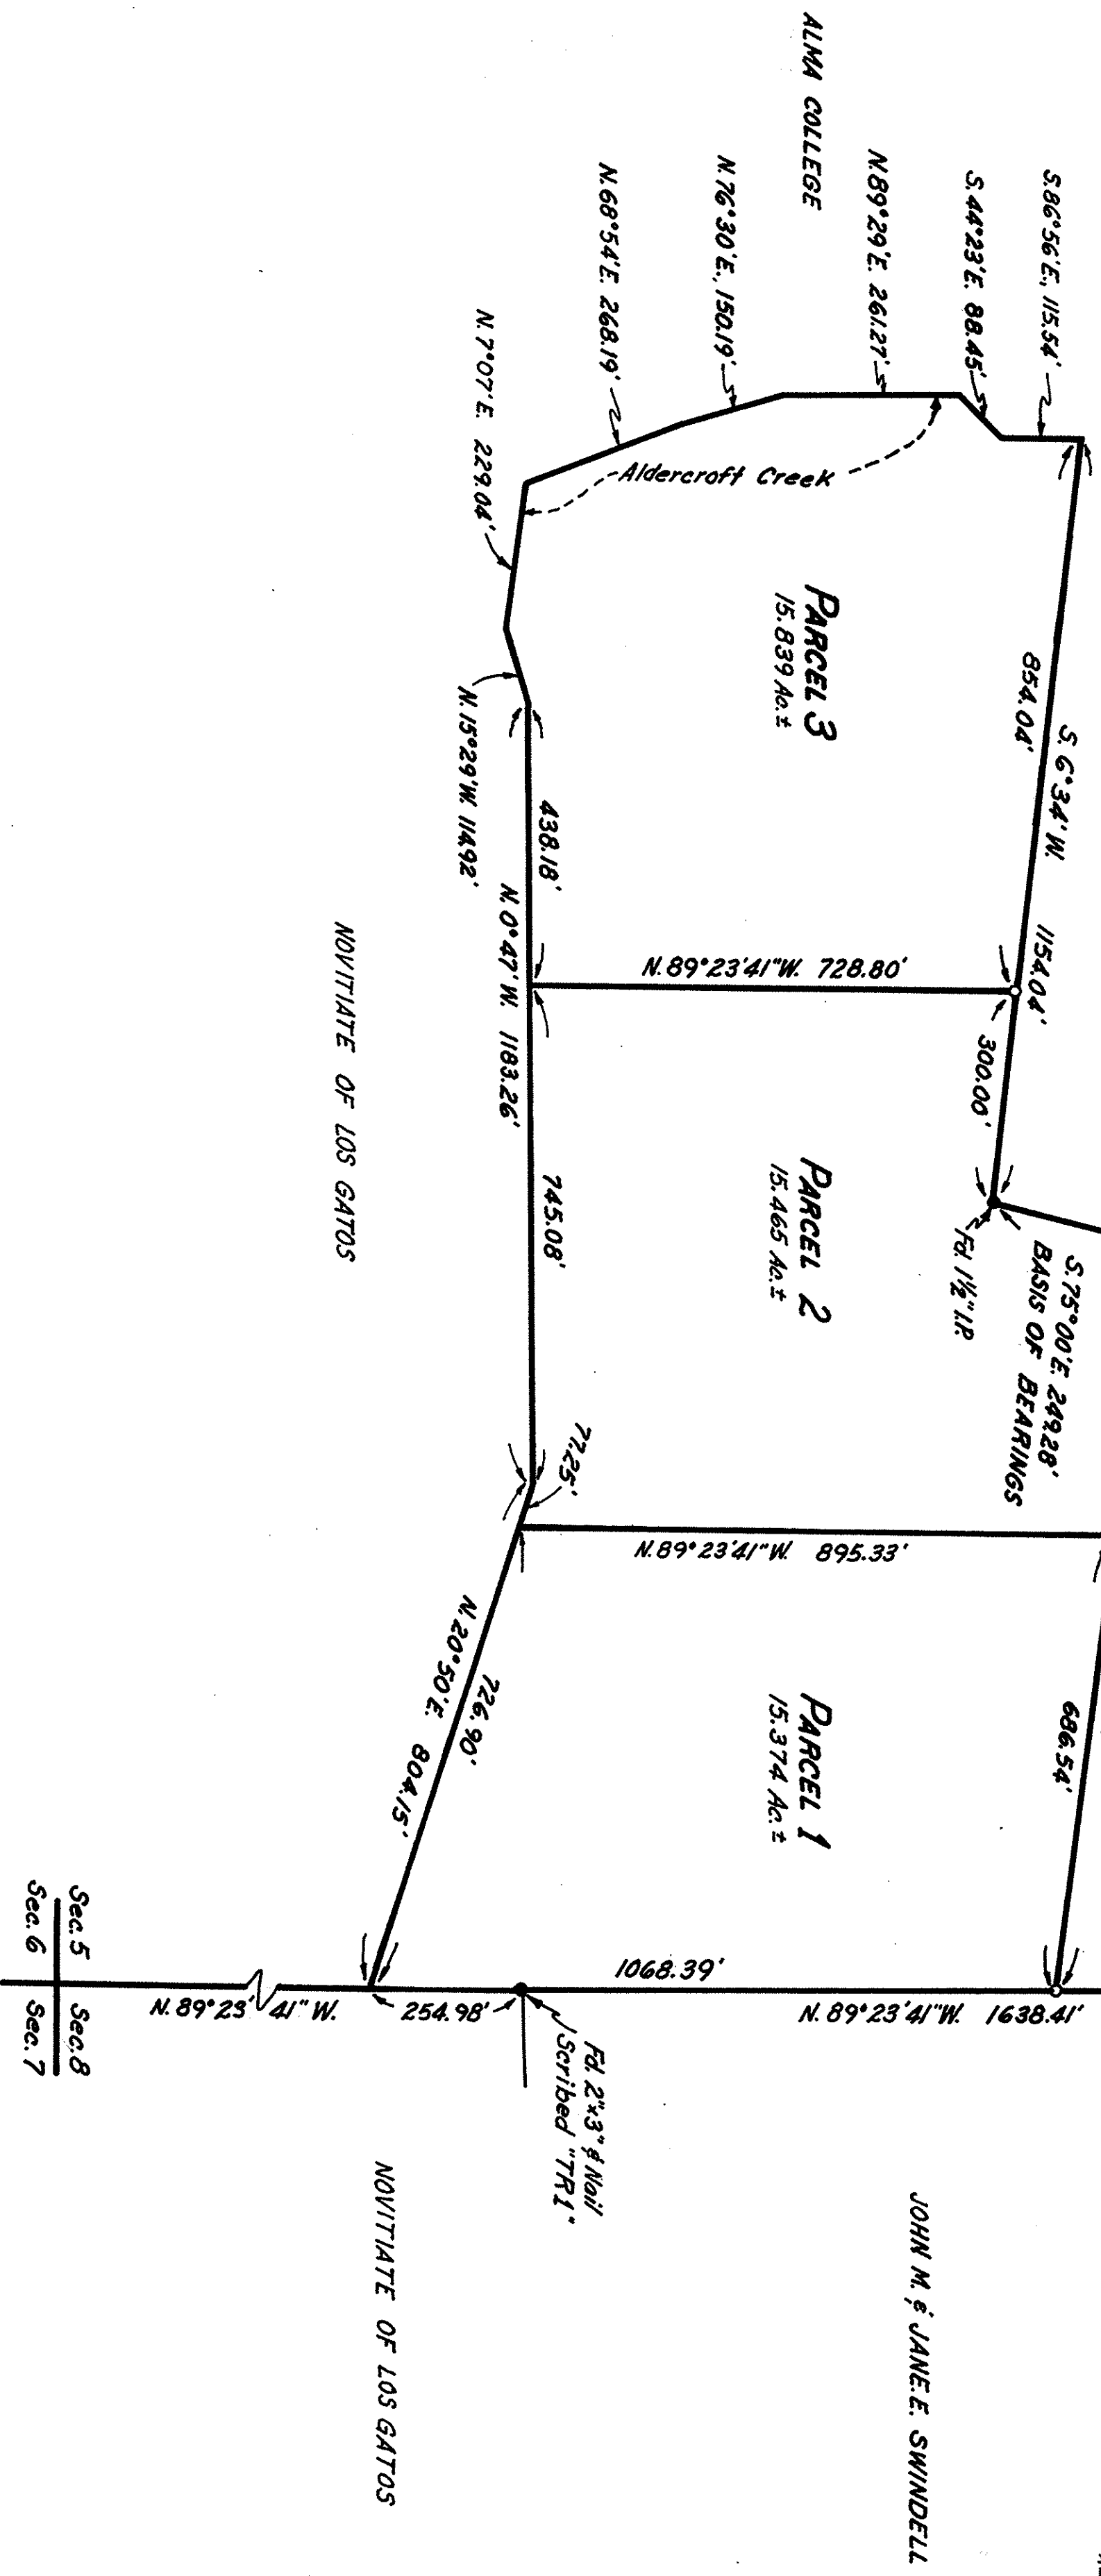 ALMA COLLEGE
S.86°56'E, 115.54'
S.44°23'E. 88.45'
N.89°29'E. 261.27'
N.76°30'E., 150.19'
N.68°54'E. 268.19'
N.7°07'E. 229.04'
Aldercroft Creek
PARCEL 3
15.839 Ac.±
854.04'
S.6°34'W. 1154.04'
N.15°29'W. 114.92'
438.18'
N.0°47'W. 1183.26'
N.89°23'41"W. 728.80'
300.00'
NOVITIATE OF LOS GATOS
PARCEL 2
15.465 Ac.±
745.08'
Fd. 1½" I.P.
S.75°00'E. 249.28'
BASIS OF BEARINGS
77.25'
N.89°23'41"W. 895.33'
PARCEL 1
15.374 Ac.±
686.54'
726.90'
N.20°50'E. 804.15'
1068.39'
N.89°23'41"W.
254.98'
N.89°23'41"W. 1638.41'
Sec.5 Sec.8
Sec.6 Sec.7
Fd. 2"x3" & Nail
Scribed "TR1"
NOVITIATE OF LOS GATOS
JOHN M. & JANE.E. SWINDELL